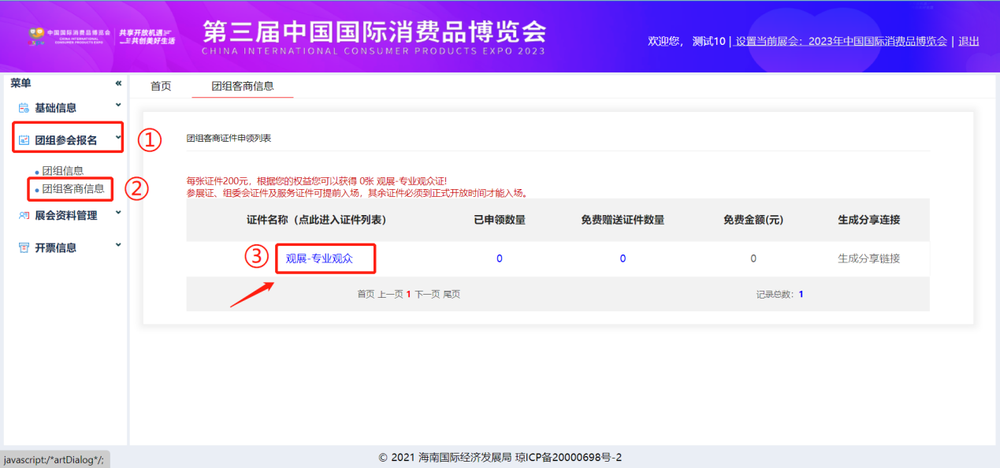 中国国际消费品博览会
CHINA INTERNATIONAL
CONSUMER PRODUCTS EXPO
共享开放机遇
共创美好生活
第三届中国国际消费品博览会
CHINA INTERNATIONAL CONSUMER PRODUCTS EXPO 2023
欢迎您， 测试10 | 设置当前展会：2023年中国国际消费品博览会 | 退出
菜单 «
首页 团组客商信息
基础信息
团组参会报名 ①
团组信息
团组客商信息 ②
展会资料管理
开票信息
团组客商证件申领列表
每张证件200元，根据您的权益您可以获得 0张 观展-专业观众证!
参展证、组委会证件及服务证件可提前入场，其余证件必须到正式开放时间才能入场。
证件名称（点此进入证件列表） 已申领数量 免费赠送证件数量 免费金额(元) 生成分享连接
③ 观展-专业观众 0 0 0 生成分享链接
首页 上一页 1 下一页 尾页 记录总数：1
© 2021 海南国际经济发展局 琼ICP备20000698号-2
javascript:/*artDialog*/;